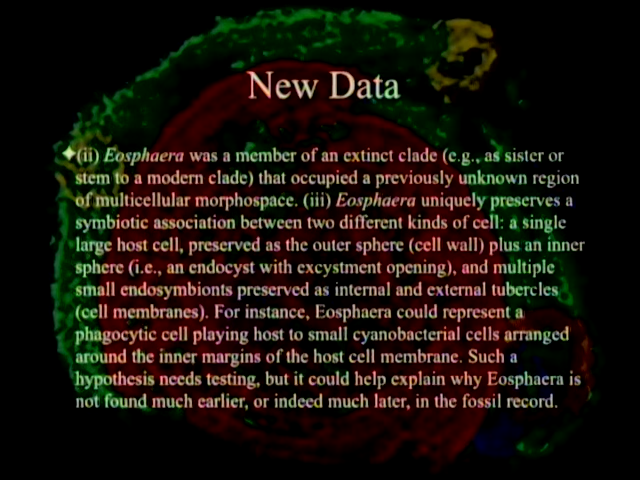 New Data
✦(ii) Eosphaera was a member of an extinct clade (e.g., as sister or
stem to a modern clade) that occupied a previously unknown region
of multicellular morphospace. (iii) Eosphaera uniquely preserves a
symbiotic association between two different kinds of cell: a single
large host cell, preserved as the outer sphere (cell wall) plus an inner
sphere (i.e., an endocyst with excystment opening), and multiple
small endosymbionts preserved as internal and external tubercles
(cell membranes). For instance, Eosphaera could represent a
phagocytic cell playing host to small cyanobacterial cells arranged
around the inner margins of the host cell membrane. Such a
hypothesis needs testing, but it could help explain why Eosphaera is
not found much earlier, or indeed much later, in the fossil record.